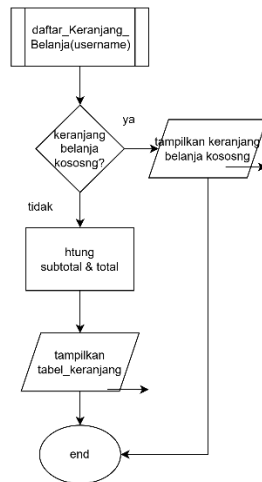 daftar_Keranjang_
Belanja(username)
keranjang
belanja
kososng?
ya
tampilkan keranjang
belanja kososng
tidak
htung
subtotal & total
tampilkan
tabel_keranjang
end